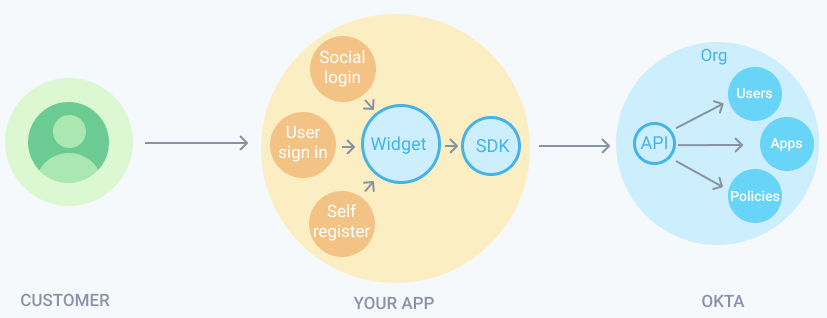 Social
login
User
sign in
Self
register
Widget
SDK
Org
API
Users
Apps
Policies
CUSTOMER
YOUR APP
OKTA